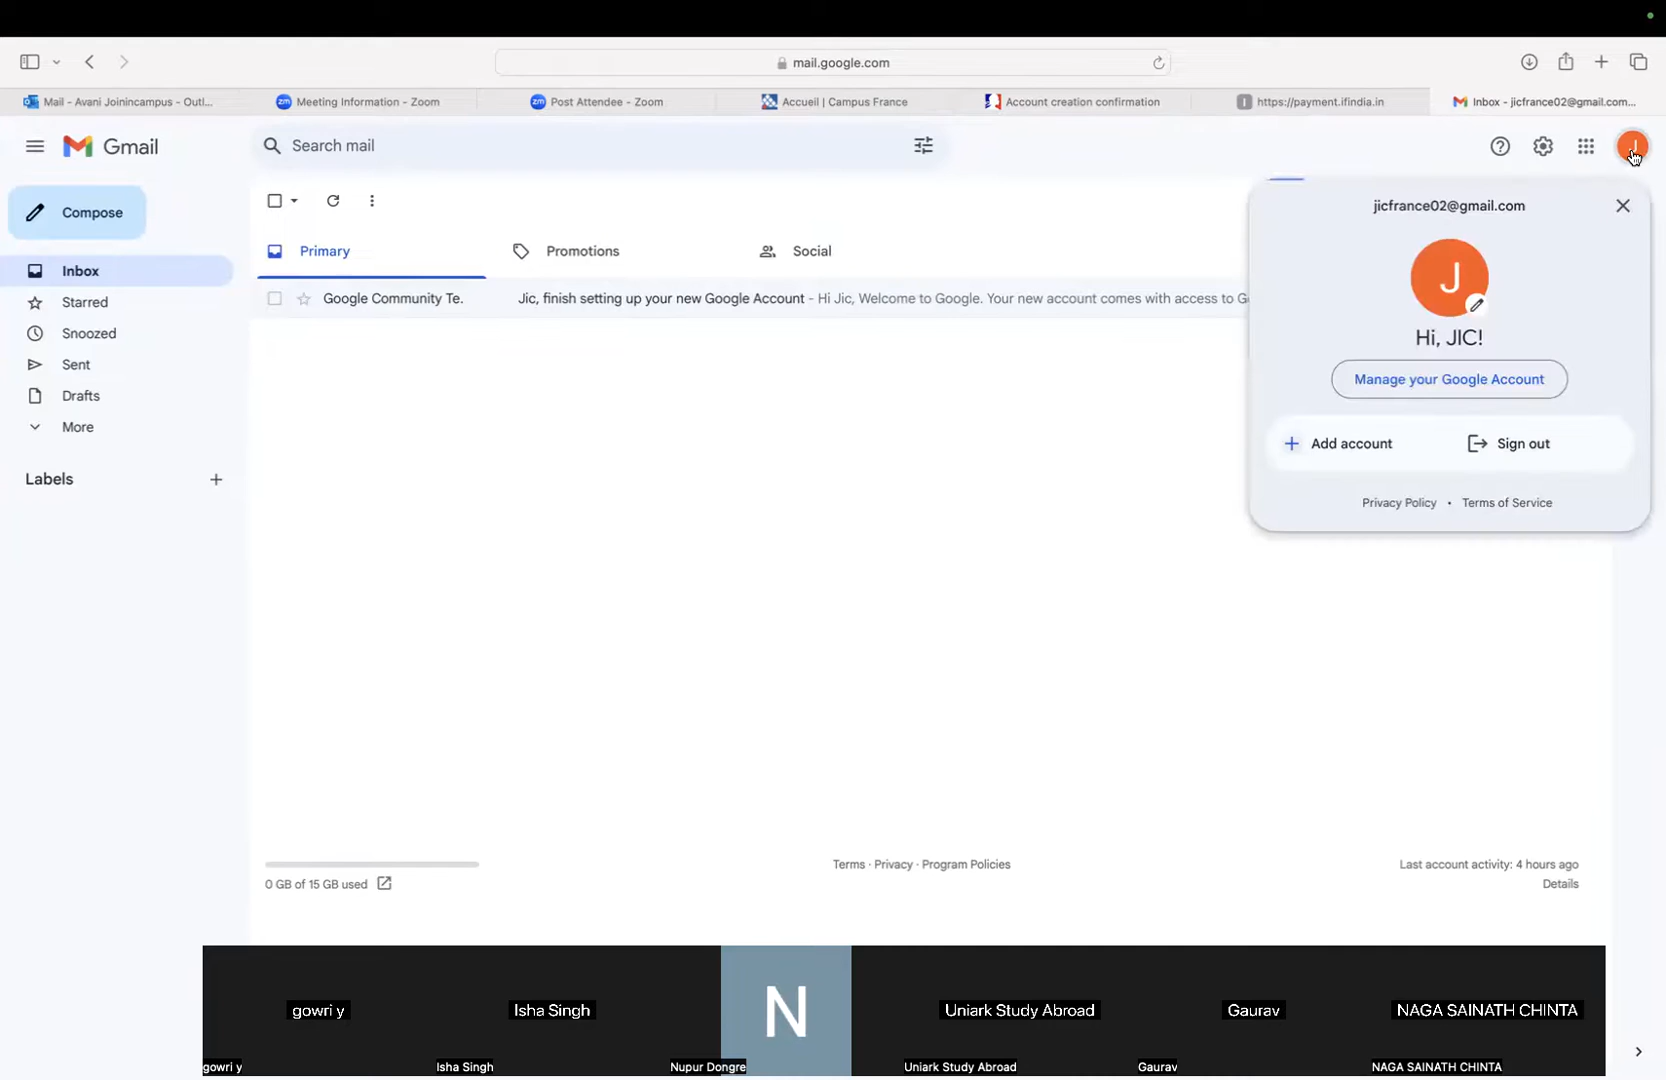 mail.google.com
Mail - Avani Joinincampus - Outl...
zm Meeting Information - Zoom
zm Post Attendee - Zoom
Accueil | Campus France
Account creation confirmation
I https://payment.ifindia.in
Inbox - jicfrance02@gmail.com...
Gmail
Search mail
J
Compose
Inbox
Starred
Snoozed
Sent
Drafts
More
Labels
Primary
Promotions
Social
Google Community Te.
Jic, finish setting up your new Google Account - Hi Jic, Welcome to Google. Your new account comes with access to G
jicfrance02@gmail.com
J
Hi, JIC!
Manage your Google Account
Add account
Sign out
Privacy Policy • Terms of Service
0 GB of 15 GB used
Terms · Privacy · Program Policies
Last account activity: 4 hours ago
Details
gowri y
Isha Singh
N
Uniark Study Abroad
Gaurav
NAGA SAINATH CHINTA
gowri y
Isha Singh
Nupur Dongre
Uniark Study Abroad
Gaurav
NAGA SAINATH CHINTA